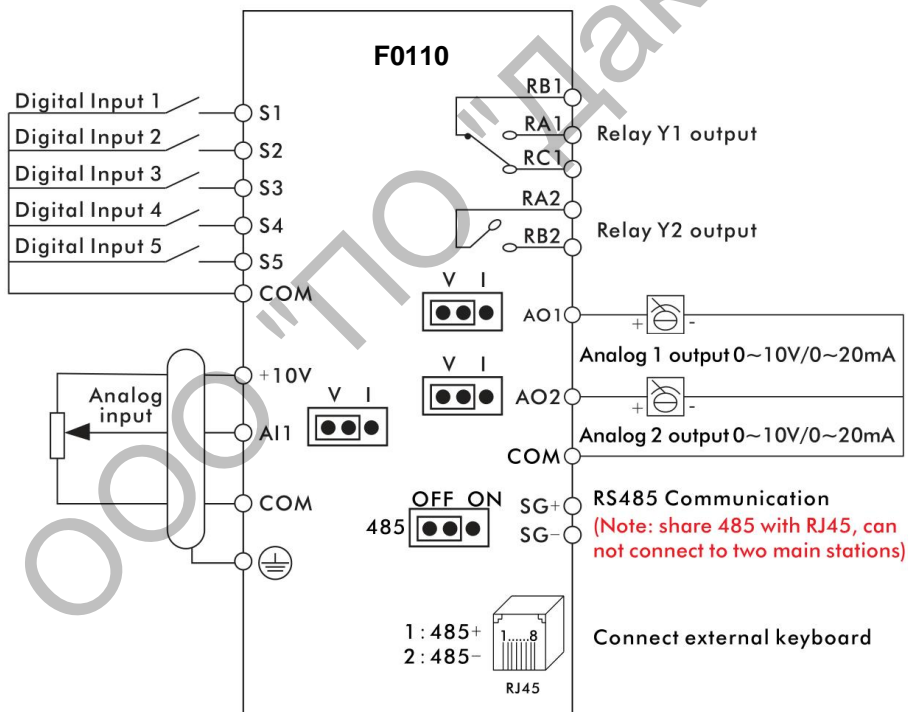 F0110
Digital Input 1
S1
Digital Input 2
S2
Digital Input 3
S3
Digital Input 4
S4
Digital Input 5
S5
COM
RB1
RA1
RC1
Relay Y1 output
RA2
RB2
Relay Y2 output
V I
AO1
+ -
Analog 1 output 0~10V/0~20mA
V I
AO2
+ -
Analog 2 output 0~10V/0~20mA
COM
+10V
Analog
input
V I
AI1
COM
OFF ON
485
SG+
SG-
RS485 Communication
(Note: share 485 with RJ45, can
not connect to two main stations)
1:485+
2:485-
1......8
RJ45
Connect external keyboard
ООО "ПО "Дак